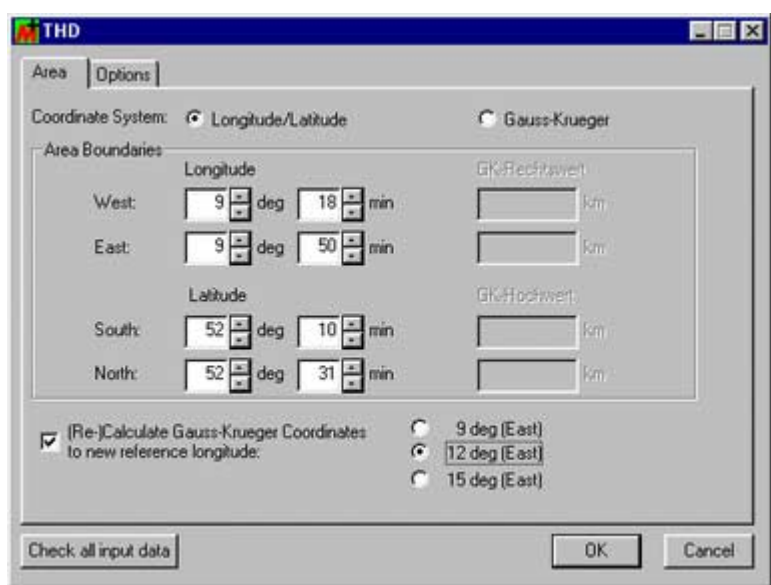 THD
Area Options
Coordinate System: Longitude/Latitude Gauss-Krueger
Area Boundaries
Longitude GK-Rechtswert
West: 9 deg 18 min km
East: 9 deg 50 min km
Latitude GK-Hochwert
South: 52 deg 10 min km
North: 52 deg 31 min km
(Re-)Calculate Gauss-Krueger Coordinates
to new reference longitude:
9 deg (East)
12 deg (East)
15 deg (East)
Check all input data OK Cancel